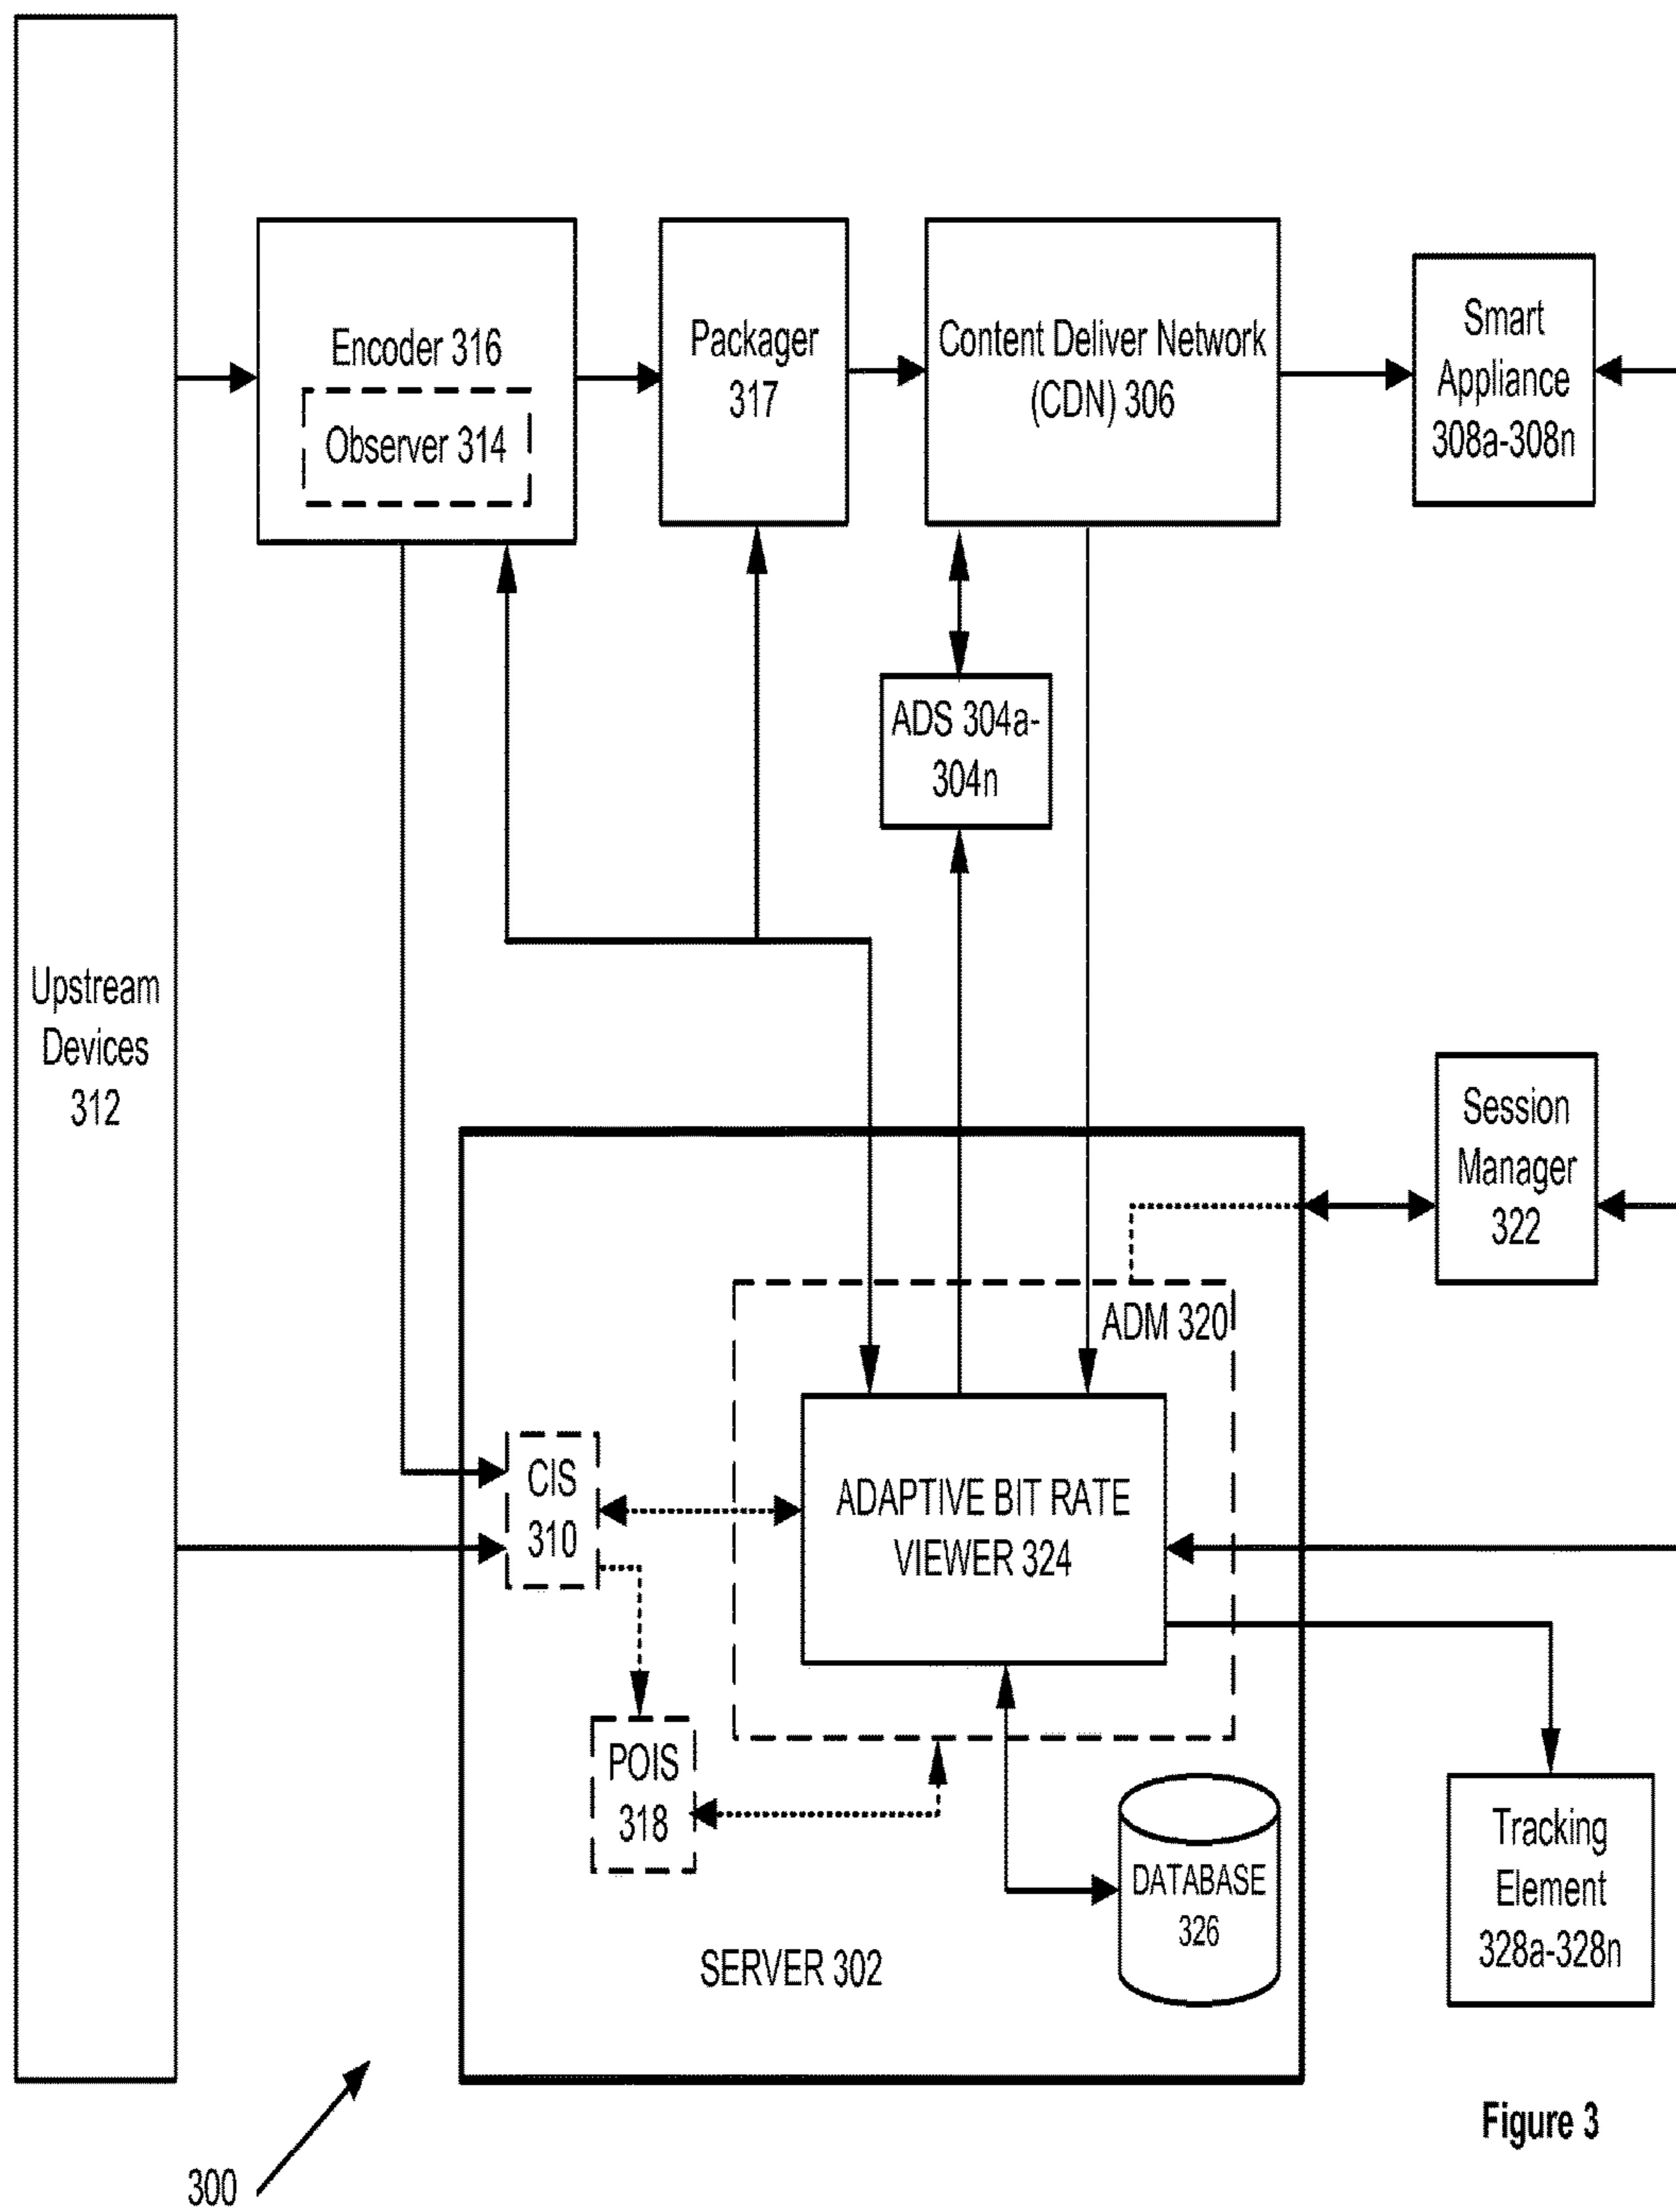 Encoder 316
Observer 314
Packager
317
Content Deliver Network
(CDN) 306
Smart
Appliance
308a-308n
ADS 304a-
304n
Upstream
Devices
312
Session
Manager
322
ADM 320
CIS
310
ADAPTIVE BIT RATE
VIEWER 324
POIS
318
DATABASE
326
Tracking
Element
328a-328n
SERVER 302
Figure 3
300